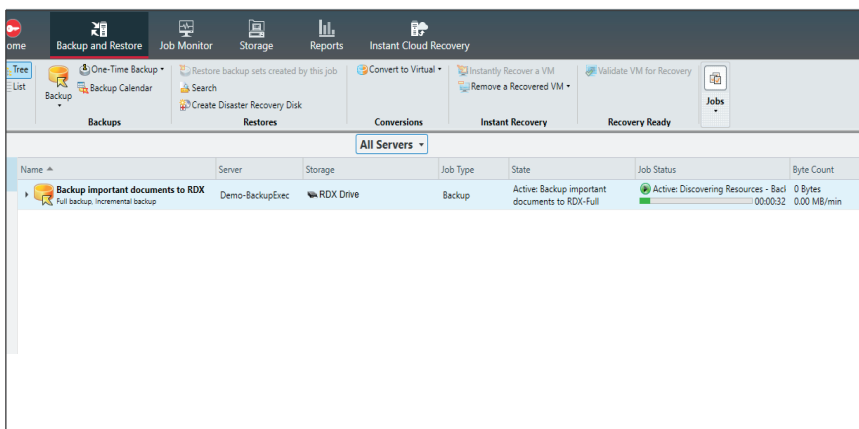 ome
Backup and Restore
Job Monitor
Storage
Reports
Instant Cloud Recovery
Tree
List
Backup
One-Time Backup
Backup Calendar
Backups
Restore backup sets created by this job
Search
Create Disaster Recovery Disk
Restores
Convert to Virtual
Conversions
Instantly Recover a VM
Remove a Recovered VM
Instant Recovery
Validate VM for Recovery
Recovery Ready
Jobs
All Servers
Name Server Storage Job Type State Job Status Byte Count
Backup important documents to RDX
Full backup, Incremental backup
Demo-BackupExec
RDX Drive
Backup
Active: Backup important
documents to RDX-Full
Active: Discovering Resources - Back
00:00:32
0 Bytes
0.00 MB/min